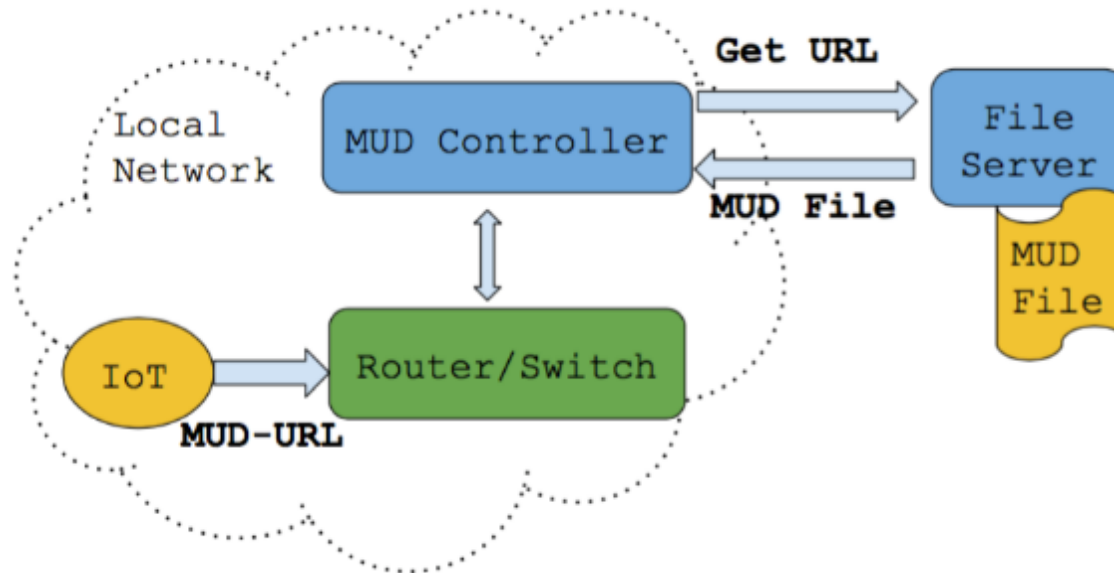 Get URL
Local
Network
MUD Controller
File
Server
MUD File
MUD
File
IoT
Router/Switch
MUD-URL